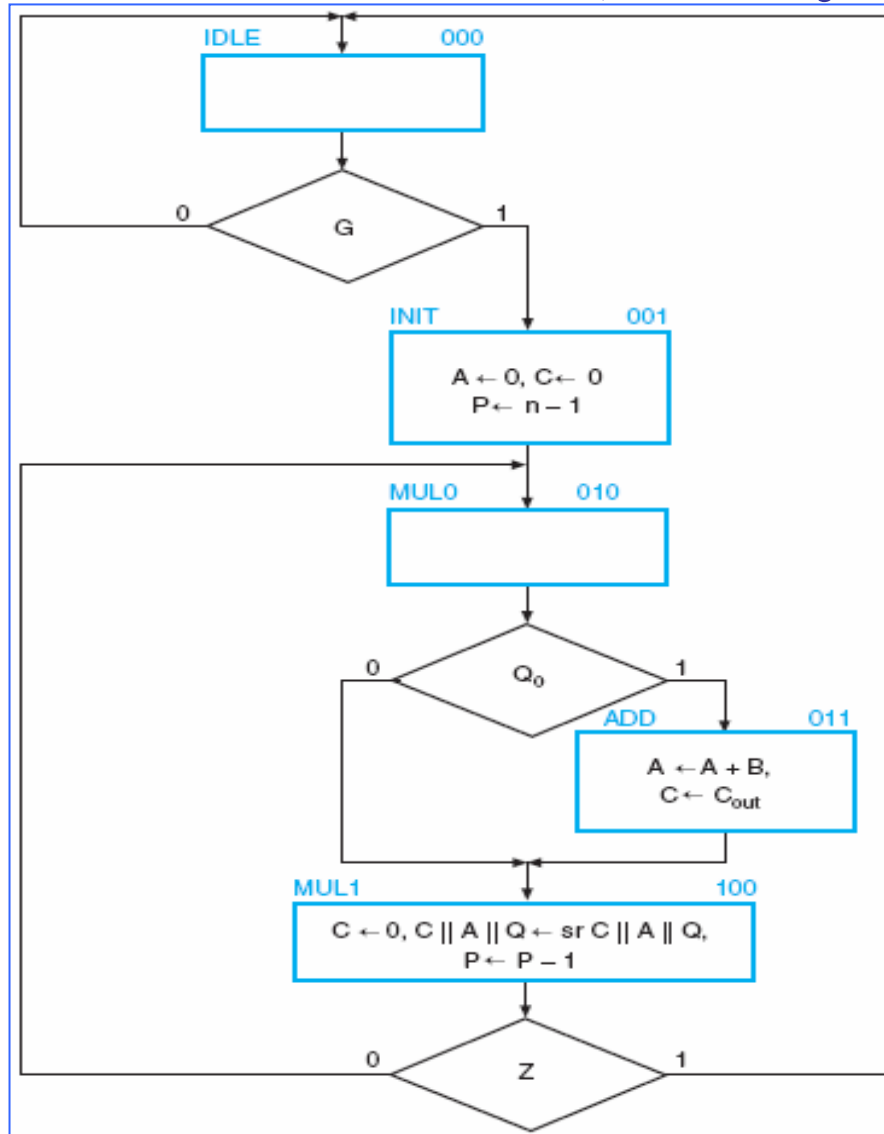 IDLE 000
0 G 1
INIT 001
A ← 0, C ← 0
P ← n – 1
MUL0 010
0 Q₀ 1
ADD 011
A ← A + B,
C ← Cout
MUL1 100
C ← 0, C || A || Q ← sr C || A || Q,
P ← P – 1
0 Z 1